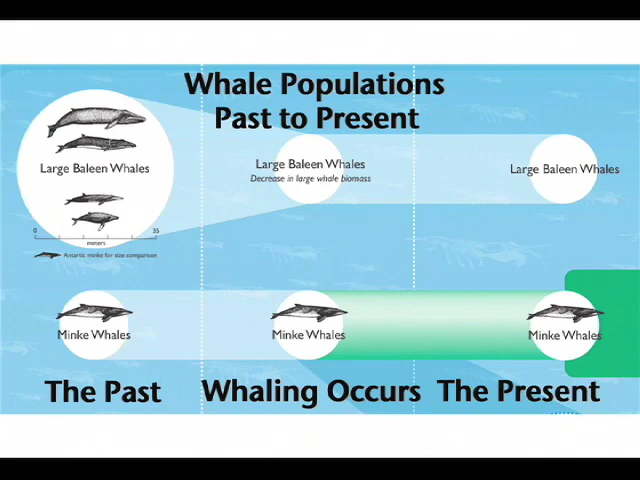 Whale Populations
Past to Present
Large Baleen Whales
0 35
meters
Antarctic minke for size comparison
Large Baleen Whales
Decrease in large whale biomass
Large Baleen Whales
Minke Whales
Minke Whales
Minke Whales
The Past
Whaling Occurs
The Present